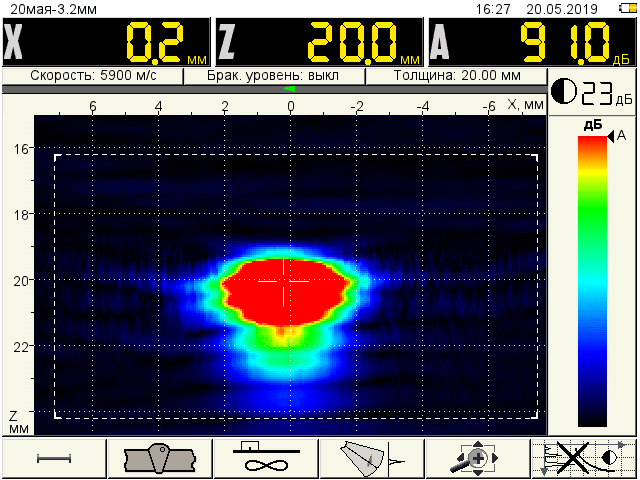 20мая-3.2мм 16:27 20.05.2019
X 0.2 мм Z 20.0 мм A 91.0 дБ
Скорость: 5900 м/с Брак. уровень: выкл Толщина: 20.00 мм
23 дБ
6 4 2 0 -2 -4 -6 X, мм
дБ
A
16
18
20
22
Z
мм